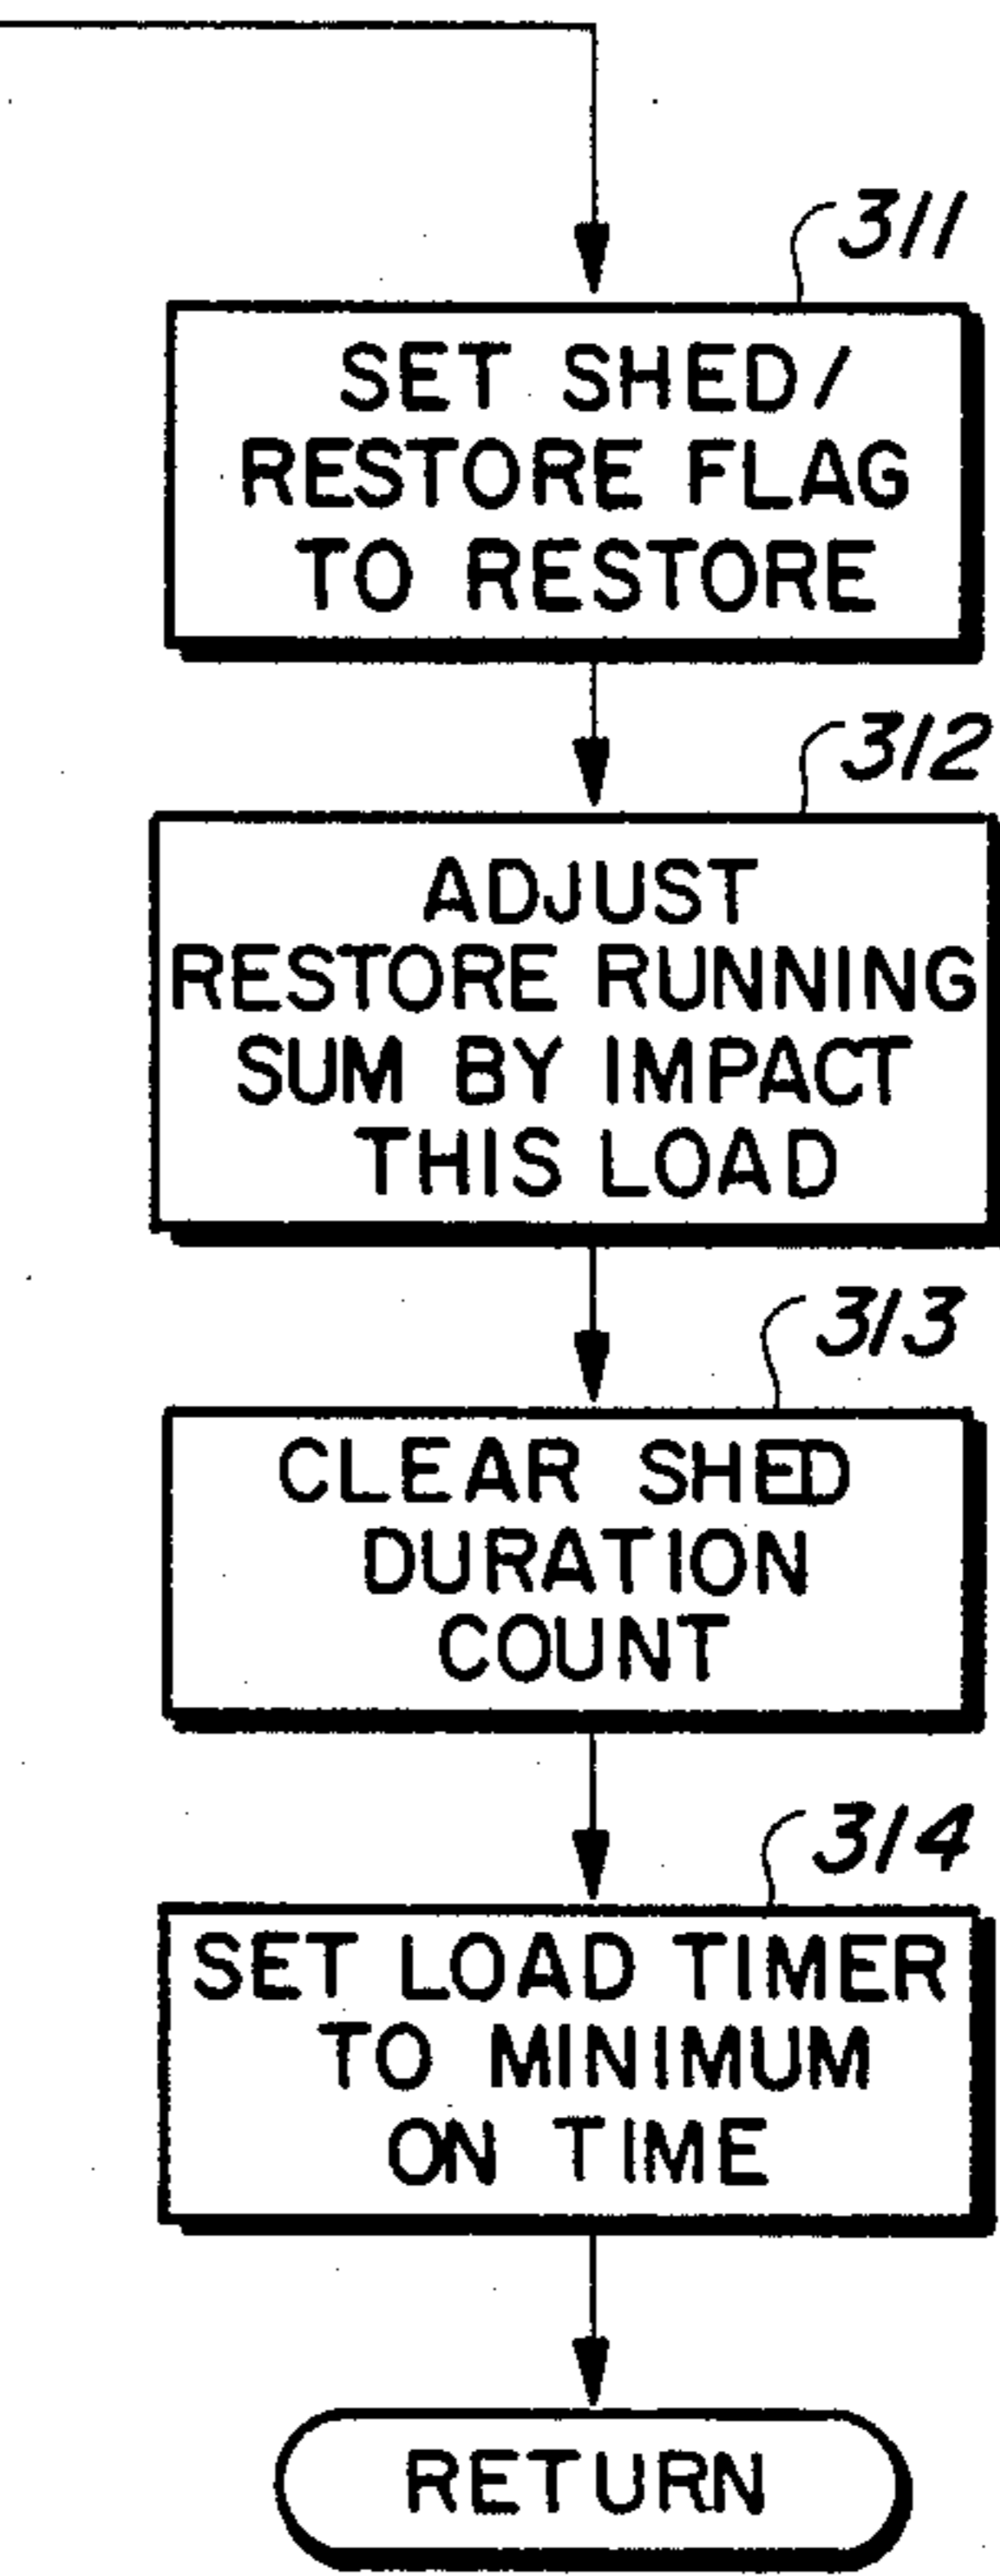 311
SET SHED/
RESTORE FLAG
TO RESTORE
312
ADJUST
RESTORE RUNNING
SUM BY IMPACT
THIS LOAD
313
CLEAR SHED
DURATION
COUNT
314
SET LOAD TIMER
TO MINIMUM
ON TIME
RETURN